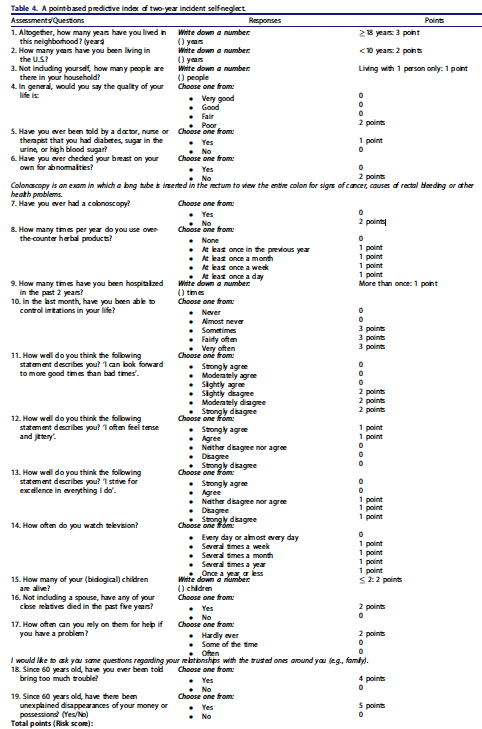 Table 4. A point-based predictive index of two-year incident self-neglect.
Assessments/Questions Responses Points
1. Altogether, how many years have you lived in Write down a number: ≥ 18 years: 3 point
this neighborhood? (years) ( ) years
2. How many years have you been living in Write down a number: < 10 years: 2 points
the U.S.? ( ) years
3. Not including yourself, how many people are Write down a number: Living with 1 person only: 1 point
there in your household? ( ) people
4. In general, would you say the quality of your Choose one from:
life is: • Very good 0
• Good 0
• Fair 0
• Poor 2 points
5. Have you ever been told by a doctor, nurse or Choose one from:
therapist that you had diabetes, sugar in the • Yes 1 point
urine, or high blood sugar? • No 0
6. Have you ever checked your breast on your Choose one from:
own for abnormalities? • Yes 0
• No 2 points
Colonoscopy is an exam in which a long tube is inserted in the rectum to view the entire colon for signs of cancer, causes of rectal bleeding or other
health problems.
7. Have you ever had a colonoscopy? Choose one from:
• Yes 0
• No 2 points
8. How many times per year do you use over- Choose one from:
the-counter herbal products? • None 0
• At least once in the previous year 1 point
• At least once a month 1 point
• At least once a week 1 point
• At least once a day 1 point
9. How many times have you been hospitalized Write down a number: More than once: 1 point
in the past 2 years? ( ) times
10. In the last month, have you been able to Choose one from:
control irritations in your life? • Never 0
• Almost never 0
• Sometimes 3 points
• Fairly often 3 points
• Very often 3 points
11. How well do you think the following Choose one from:
statement describes you? 'I can look forward • Strongly agree 0
to more good times than bad times'. • Moderately agree 0
• Slightly agree 0
• Slightly disagree 2 points
• Moderately disagree 2 points
• Strongly disagree 2 points
12. How well do you think the following Choose one from:
statement describes you? 'I often feel tense • Strongly agree 1 point
and jittery'. • Agree 1 point
• Neither disagree nor agree 0
• Disagree 0
• Strongly disagree 0
13. How well do you think the following Choose one from:
statement describes you? 'I strive for • Strongly agree 0
excellence in everything I do'. • Agree 0
• Neither disagree nor agree 1 point
• Disagree 1 point
• Strongly disagree 1 point
14. How often do you watch television? Choose one from:
• Every day or almost every day 0
• Several times a week 1 point
• Several times a month 1 point
• Several times a year 1 point
• Once a year or less 1 point
15. How many of your (biological) children Write down a number: ≤ 2: 2 points
are alive? ( ) children
16. Not including a spouse, have any of your Choose one from:
close relatives died in the past five years? • Yes 2 points
• No 0
17. How often can you rely on them for help if Choose one from:
you have a problem? • Hardly ever 2 points
• Some of the time 0
• Often 0
I would like to ask you some questions regarding your relationships with the trusted ones around you (e.g., family).
18. Since 60 years old, have you ever been told Choose one from:
bring too much trouble? • Yes 4 points
• No 0
19. Since 60 years old, have there been Choose one from:
unexplained disappearances of your money or • Yes 5 points
possessions? (Yes/No) • No 0
Total points (Risk score):